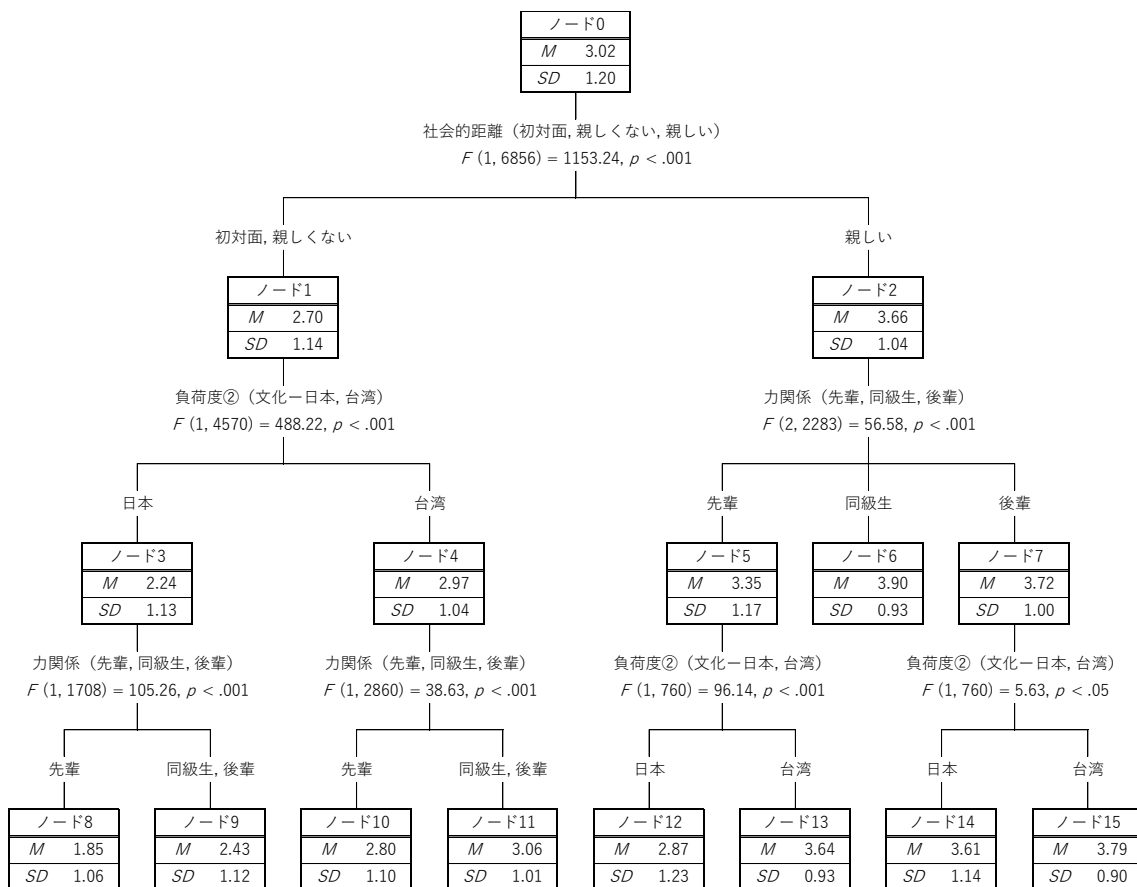 ノード0
M 3.02
SD 1.20
社会的距離（初対面, 親しくない, 親しい）
F (1, 6856) = 1153.24, p < .001
初対面, 親しくない
親しい
ノード1
M 2.70
SD 1.14
ノード2
M 3.66
SD 1.04
負荷度②（文化ー日本, 台湾）
F (1, 4570) = 488.22, p < .001
力関係（先輩, 同級生, 後輩）
F (2, 2283) = 56.58, p < .001
日本
台湾
先輩
同級生
後輩
ノード3
M 2.24
SD 1.13
ノード4
M 2.97
SD 1.04
ノード5
M 3.35
SD 1.17
ノード6
M 3.90
SD 0.93
ノード7
M 3.72
SD 1.00
力関係（先輩, 同級生, 後輩）
F (1, 1708) = 105.26, p < .001
力関係（先輩, 同級生, 後輩）
F (1, 2860) = 38.63, p < .001
負荷度②（文化ー日本, 台湾）
F (1, 760) = 96.14, p < .001
負荷度②（文化ー日本, 台湾）
F (1, 760) = 5.63, p < .05
先輩
同級生, 後輩
先輩
同級生, 後輩
日本
台湾
日本
台湾
ノード8
M 1.85
SD 1.06
ノード9
M 2.43
SD 1.12
ノード10
M 2.80
SD 1.10
ノード11
M 3.06
SD 1.01
ノード12
M 2.87
SD 1.23
ノード13
M 3.64
SD 0.93
ノード14
M 3.61
SD 1.14
ノード15
M 3.79
SD 0.90